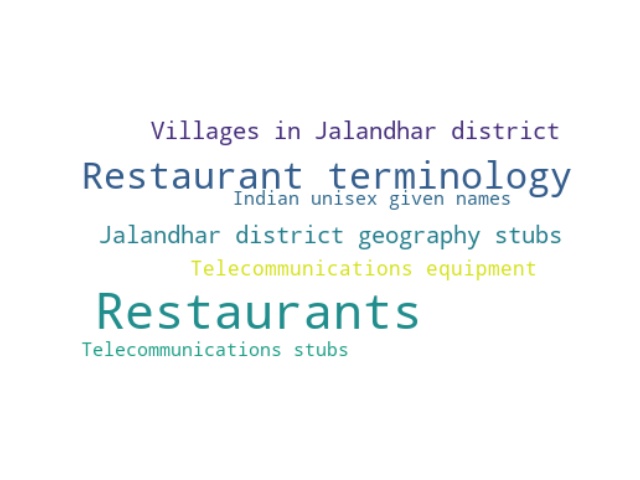 Villages in Jalandhar district
Restaurant terminology
Indian unisex given names
Jalandhar district geography stubs
Telecommunications equipment
Restaurants
Telecommunications stubs